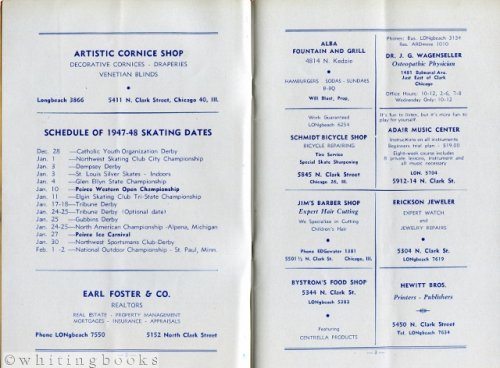 ARTISTIC CORNICE SHOP
DECORATIVE CORNICES - DRAPERIES
VENETIAN BLINDS
Longbeach 3866 5411 N. Clark Street, Chicago 40, Ill.
SCHEDULE OF 1947-48 SKATING DATES
Dec. 28 —Catholic Youth Organization Derby
Jan. 1 —Northwest Skating Club City Championship
Jan. 3 —Dempsey Derby
Jan. 3 —St. Louis Silver Skates - Indoors
Jan. 4 —Glen Ellyn State Championship
Jan. 10 —Peirce Western Open Championship
Jan. 11 —Elgin Skating Club Tri-State Championship
Jan. 17-18—Tribune Derby
Jan. 24-25—Tribune Derby (Optional date)
Jan. 25 —Gubbins Derby
Jan. 24-25—North American Championship -Alpena, Michigan
Jan. 27 —Peirce Ice Carnival
Jan. 30 —Northwest Sportsmans Club-Derby
Feb. 1 -2 —National Outdoor Championship - St. Paul, Minn.
EARL FOSTER & CO.
REALTORS
REAL ESTATE - PROPERTY MANAGEMENT
MORTGAGES - INSURANCE - APPRAISALS
Phone LONgbeach 7550 5152 North Clark Street
ALBA
FOUNTAIN AND GRILL
4814 N. Kedzie
HAMBURGERS SODAS - SUNDAES
B-BQ
Will Blast, Prop.
Work Guaranteed
LONgbeach 6254
SCHMIDT BICYCLE SHOP
BICYCLE REPAIRING
Tire Service
Special Skate Sharpening
5845 N. Clark Street
Chicago 26, Ill.
JIM'S BARBER SHOP
Expert Hair Cutting
We Specialize in Cutting
Children's Hair
Phone EDGewater 1381
5501 ½ N. Clark St. Chicago, Ill.
BYSTROM'S FOOD SHOP
5344 N. Clark St.
LONgbeach 5383
Featuring
CENTRELLA PRODUCTS
Phones: Bus. LONgbeach 3134
Res. ARDmore 1010
DR. J. G. WAGENSELLER
Osteopathic Physician
1481 Balmoral Ave.
Just East of Clark
Chicago
Office Hours: 10-12, 2-6, 7-8
Wednesday Only: 10-12
It's fun to listen, but it's more fun to
play for yourself
ADAIR MUSIC CENTER
Instructions on all instruments
Beginners trial plan - $19.00
Eight-week course includes
8 private lessons, instrument and
all music necessary
LON. 5704
5912-14 N. Clark St.
ERICKSON JEWELER
EXPERT WATCH
and
JEWELRY REPAIRS
5304 N. Clark St.
LONgbeach 7619
HEWITT BROS.
Printers - Publishers
5450 N. Clark Street
Tel. LONgbeach 7634
©whitingbooks